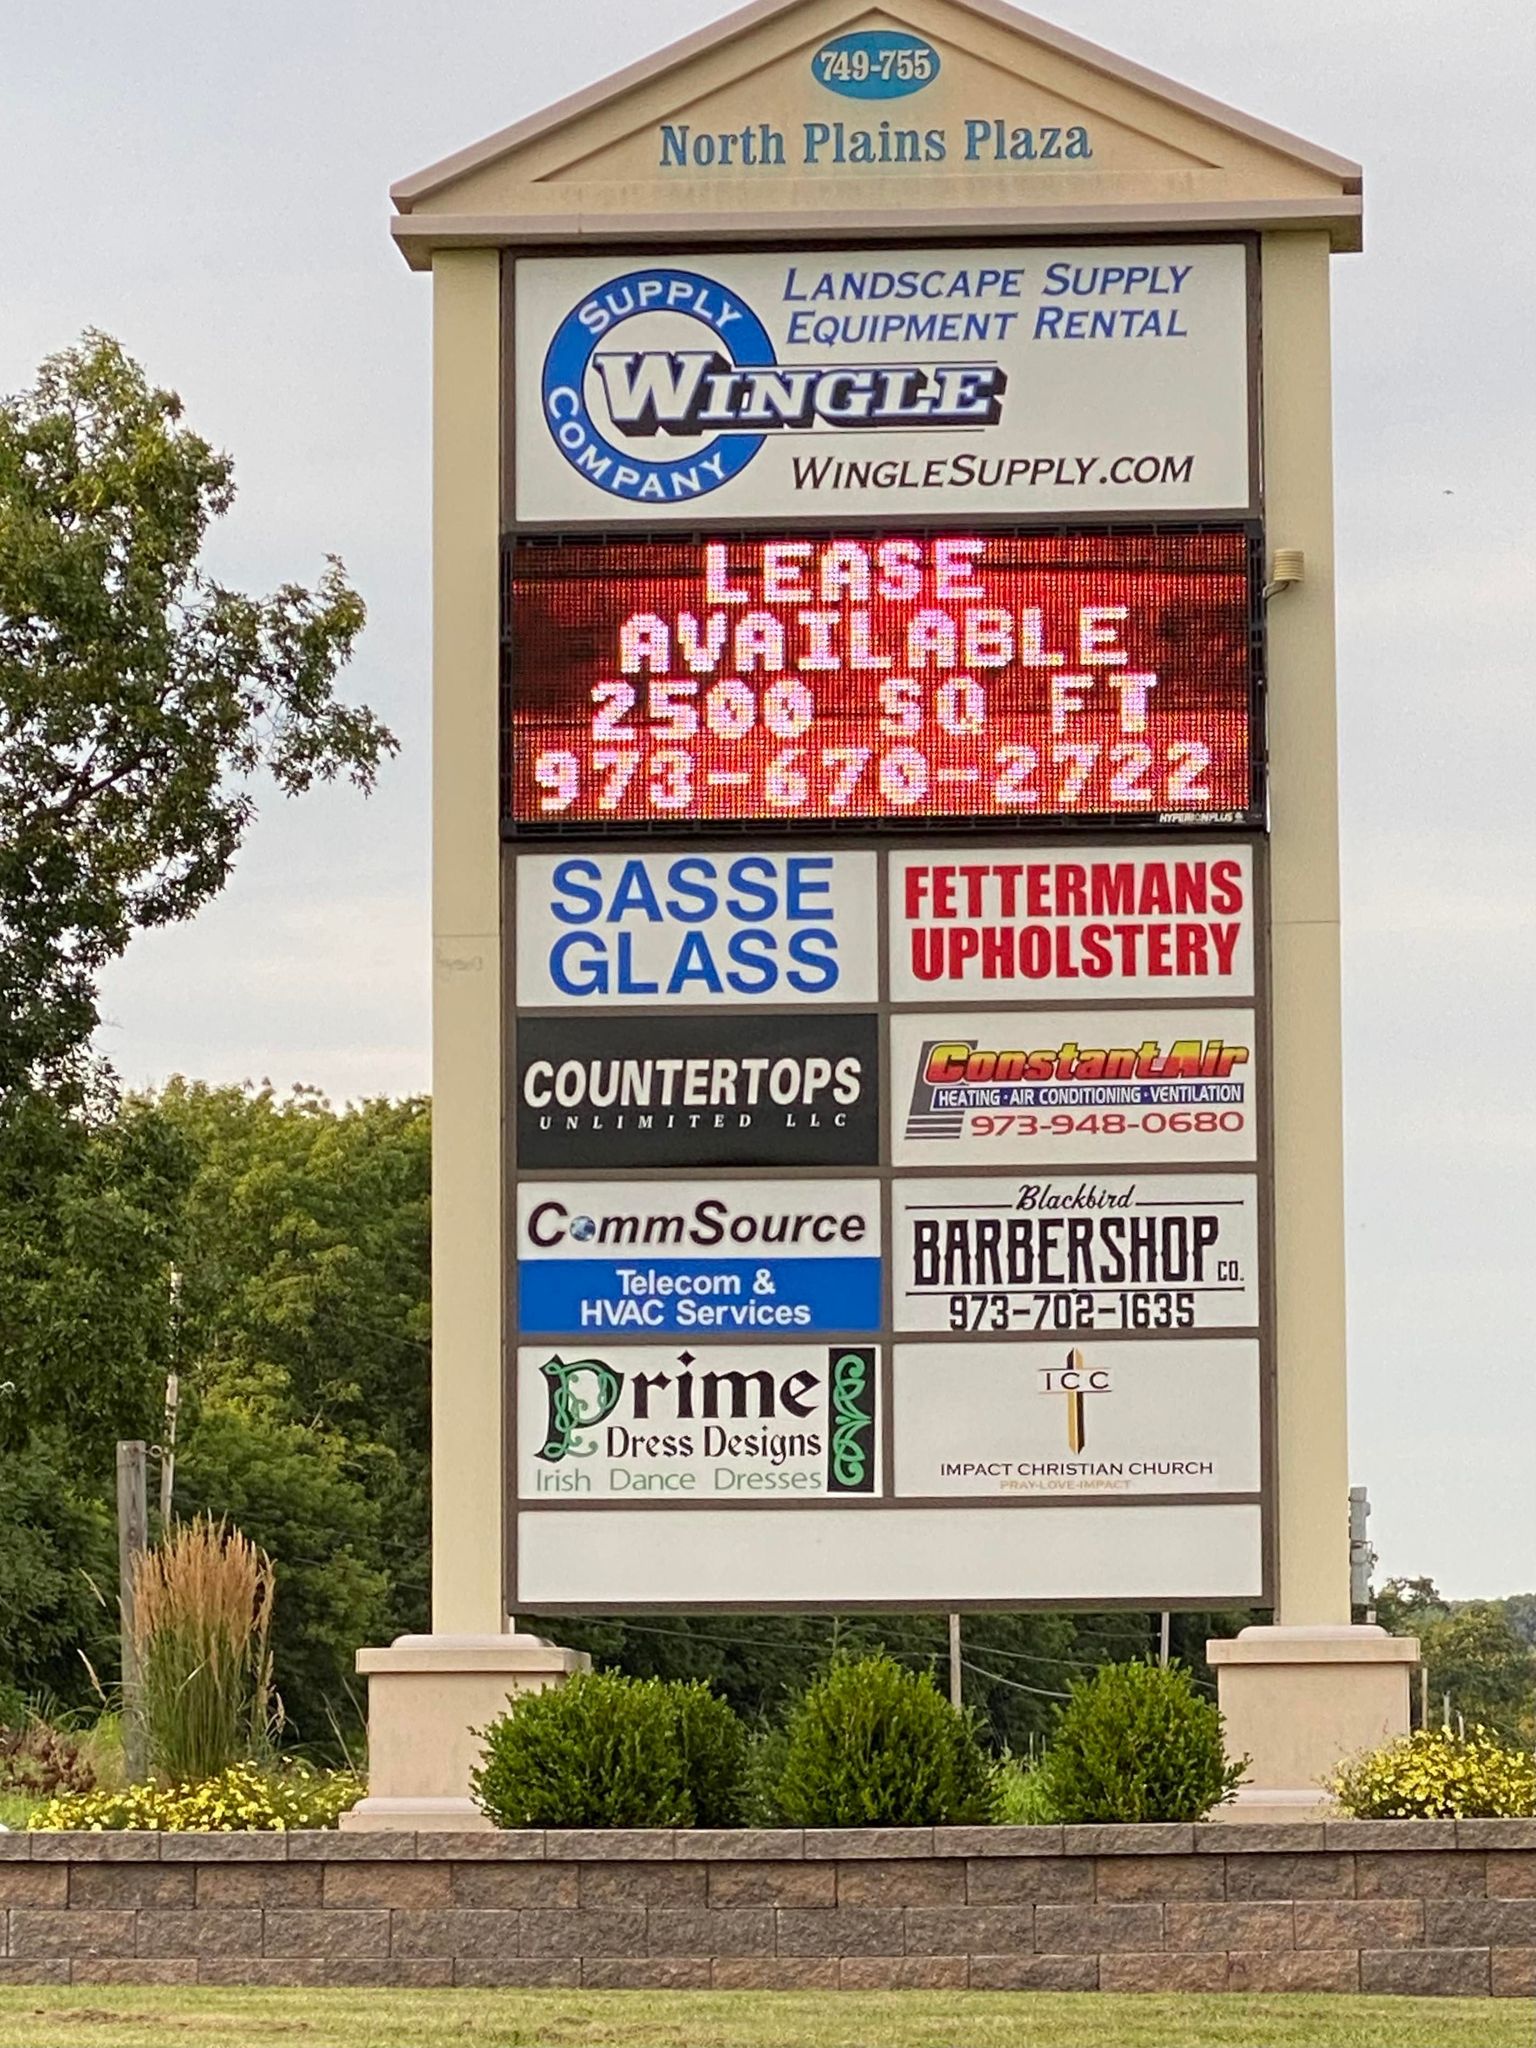 749-755
North Plains Plaza
LANDSCAPE SUPPLY
EQUIPMENT RENTAL
SUPPLY
WINGLE
COMPANY
WINGLESUPPLY.COM
LEASE
AVAILABLE
2500 SQ FT
973-670-2722
HYPERIONPLUS
SASSE
GLASS
FETTERMANS
UPHOLSTERY
COUNTERTOPS
UNLIMITED LLC
Constant Air
HEATING · AIR CONDITIONING · VENTILATION
973-948-0680
CommSource
Telecom &
HVAC Services
Blackbird
BARBERSHOP CO.
973-702-1635
Prime
Dress Designs
Irish Dance Dresses
ICC
IMPACT CHRISTIAN CHURCH
PRAY-LOVE-IMPACT